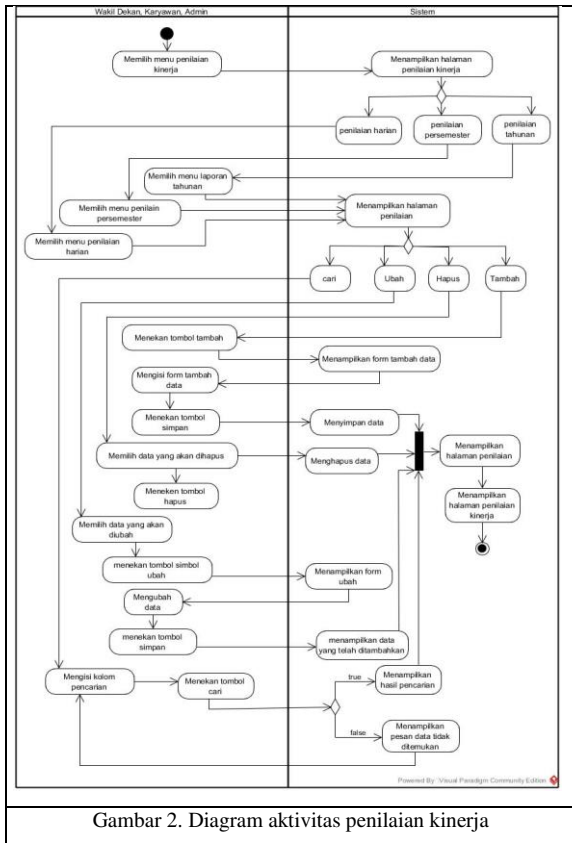 Wakil Dekan, Karyawan, Admin
Sistem
Memilih menu penilaian
kinerja
Menampilkan halaman
penilaian kinerja
penilaian harian
penilaian
persemester
penilaian
tahunan
Memilih menu laporan
tahunan
Memilih menu penilain
persemester
Menampilkan halaman
penilaian
Memilih menu penilaian
harian
cari
Ubah
Hapus
Tambah
Menekan tombol tambah
Menampilkan form tambah data
Mengisi form tambah
data
Menekan tombol
simpan
Menyimpan data
Memilih data yang akan dihapus
Menghapus data
Menampilkan
halaman penilaian
Meneken tombol
hapus
Menampilkan
halaman penilaian
kinerja
Memilih data yang akan
diubah
menekan tombol simbol
ubah
Menampilkan form
ubah
Mengubah
data
menekan tombol
simpan
menampilkan data
yang telah ditambahkan
Mengisi kolom
pencarian
Menekan tombol
cari
true
Menampilkan
hasil pencarian
false
Menampilkan
pesan data tidak
ditemukan
Powered By Visual Paradigm Community Edition
Gambar 2. Diagram aktivitas penilaian kinerja